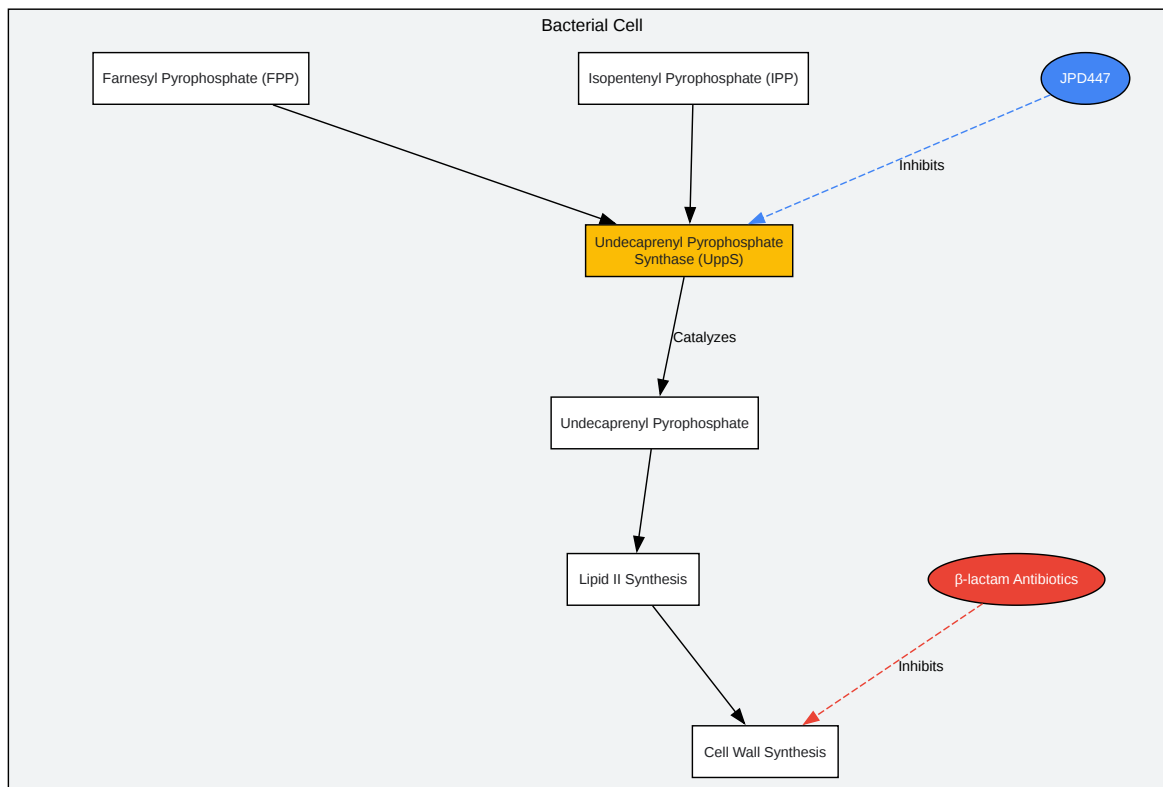 Bacterial Cell
Farnesyl Pyrophosphate (FPP)
Isopentenyl Pyrophosphate (IPP)
JPD447
Inhibits
Undecaprenyl Pyrophosphate
Synthase (UppS)
Catalyzes
Undecaprenyl Pyrophosphate
Lipid II Synthesis
β-lactam Antibiotics
Inhibits
Cell Wall Synthesis